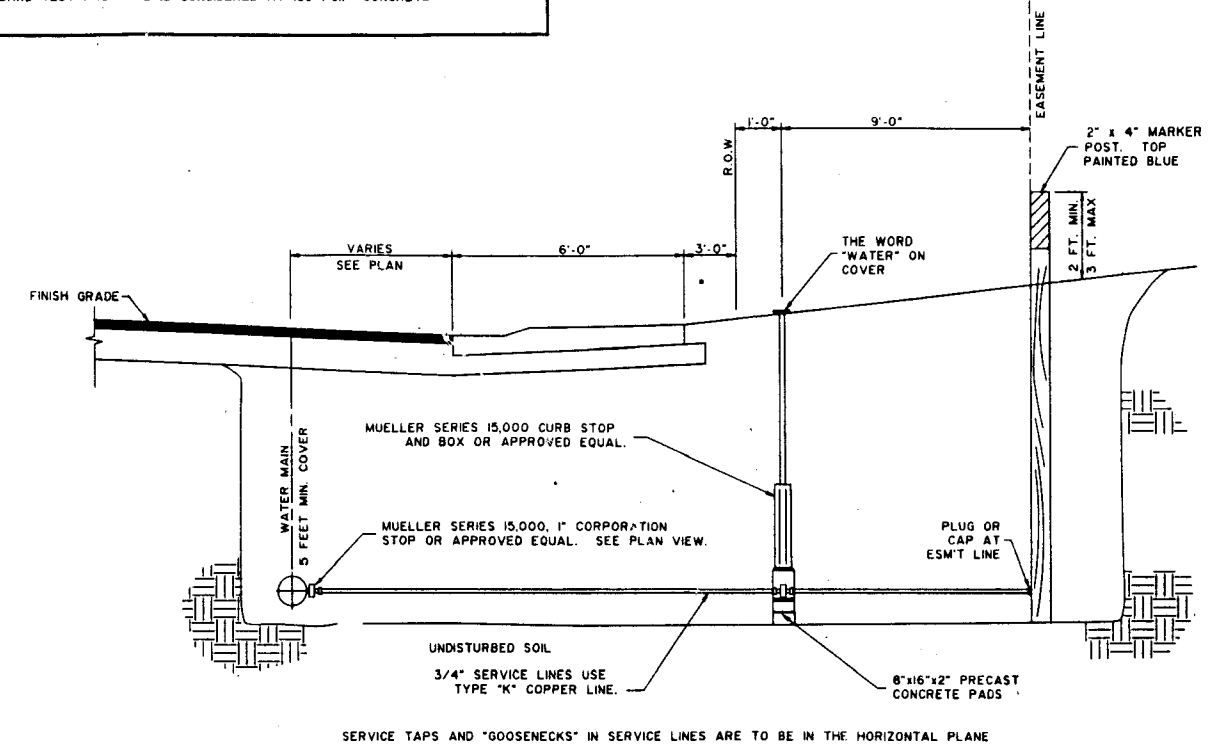 EASEMENT LINE
1'-0"
9'-0"
R.O.W
2" x 4" MARKER
POST. TOP
PAINTED BLUE
2 FT. MIN.
3 FT. MAX
VARIES
SEE PLAN
6'-0"
3'-0"
THE WORD
"WATER" ON
COVER
FINISH GRADE
MUELLER SERIES 15,000 CURB STOP
AND BOX OR APPROVED EQUAL.
WATER MAIN
5 FEET MIN. COVER
MUELLER SERIES 15,000, 1" CORPORATION
STOP OR APPROVED EQUAL. SEE PLAN VIEW.
PLUG OR
CAP AT
ESM'T LINE
UNDISTURBED SOIL
3/4" SERVICE LINES USE
TYPE "K" COPPER LINE.
8"x16"x2" PRECAST
CONCRETE PADS
SERVICE TAPS AND "GOOSENECKS" IN SERVICE LINES ARE TO BE IN THE HORIZONTAL PLANE